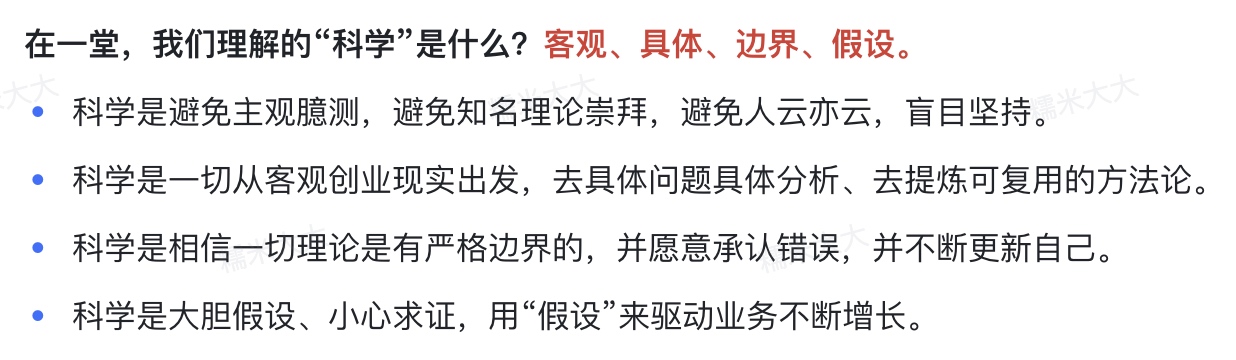 在一堂，我们理解的“科学”是什么？客观、具体、边界、假设。
科学是避免主观臆测，避免知名理论崇拜，避免人云亦云，盲目坚持。
科学是一切从客观创业现实出发，去具体问题具体分析、去提炼可复用的方法论。
科学是相信一切理论是有严格边界的，并愿意承认错误，并不断更新自己。
科学是大胆假设、小心求证，用“假设”来驱动业务不断增长。
糯米大大